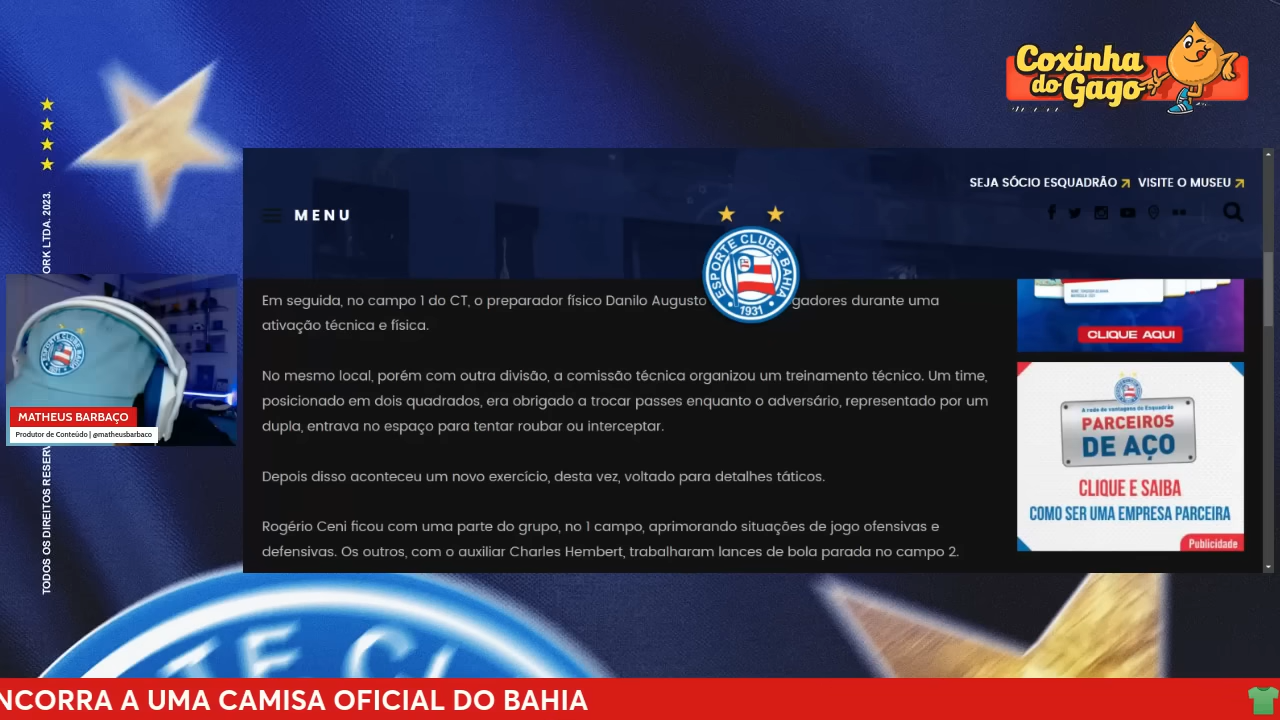 Coxinha
do Gago
SEJA SÓCIO ESQUADRÃO VISITE O MUSEU
MENU
ESPORTE CLUBE BAHIA
1931
Em seguida, no campo 1 do CT, o preparador físico Danilo Augusto
durante uma
ativação técnica e física.
No mesmo local, porém com outra divisão, a comissão técnica organizou um treinamento técnico. Um time,
posicionado em dois quadrados, era obrigado a trocar passes enquanto o adversário, representado por um
dupla, entrava no espaço para tentar roubar ou interceptar.
Depois disso aconteceu um novo exercício, desta vez, voltado para detalhes táticos.
Rogério Ceni ficou com uma parte do grupo, no 1 campo, aprimorando situações de jogo ofensivas e
defensivas. Os outros, com o auxiliar Charles Hembert, trabalharam lances de bola parada no campo 2.
CLIQUE AQUI
A rede de vantagens do Esquadrão
PARCEIROS
DE AÇO
CLIQUE E SAIBA
COMO SER UMA EMPRESA PARCEIRA
Publicidade
TODOS OS DIREITOS RESERV
ORK LTDA. 2023.
ESPORTE CLUBE BAHIA
MATHEUS BARBAÇO
Produtor de Conteúdo | @matheusbarbaco
NCORRA A UMA CAMISA OFICIAL DO BAHIA